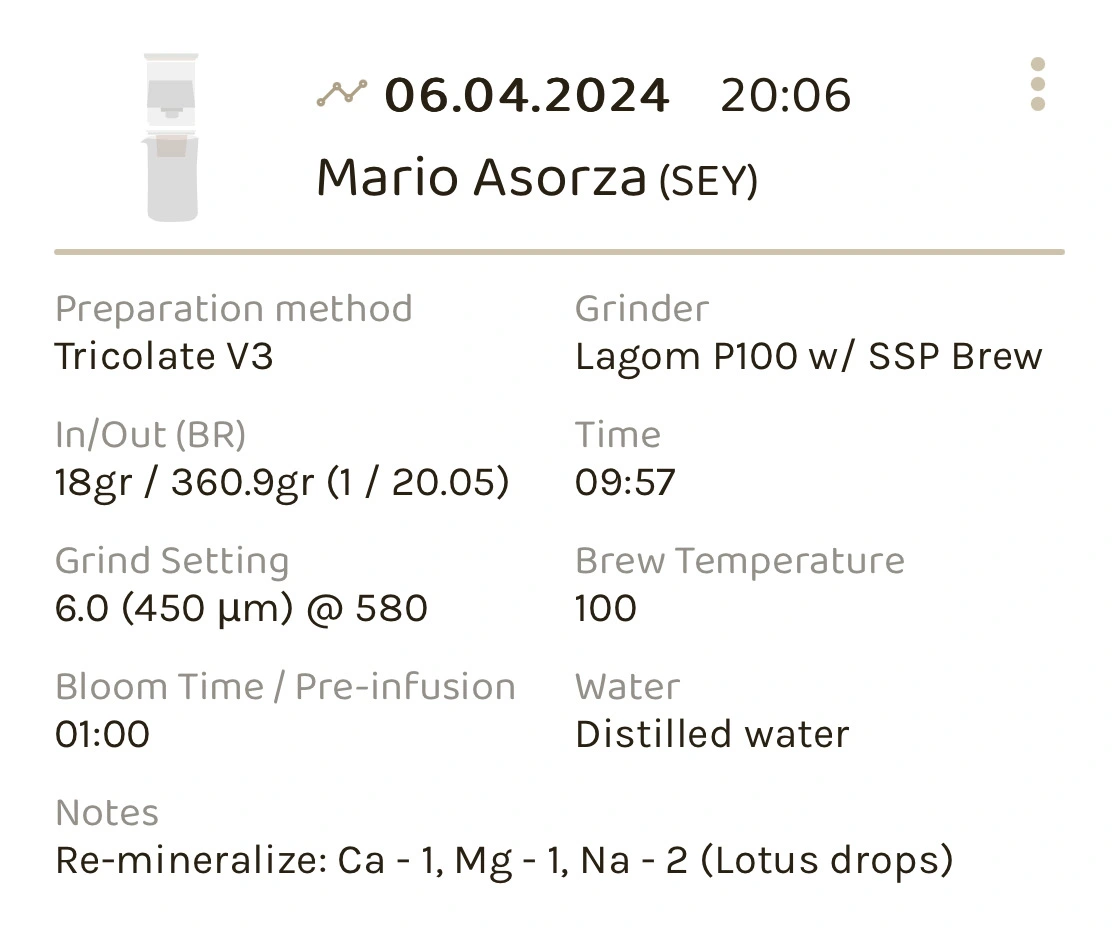 06.04.2024 20:06
Mario Asorza (SEY)
Preparation method
Tricolate V3
Grinder
Lagom P100 w/ SSP Brew
In/Out (BR)
18gr / 360.9gr (1 / 20.05)
Time
09:57
Grind Setting
6.0 (450 µm) @ 580
Brew Temperature
100
Bloom Time / Pre-infusion
01:00
Water
Distilled water
Notes
Re-mineralize: Ca - 1, Mg - 1, Na - 2 (Lotus drops)